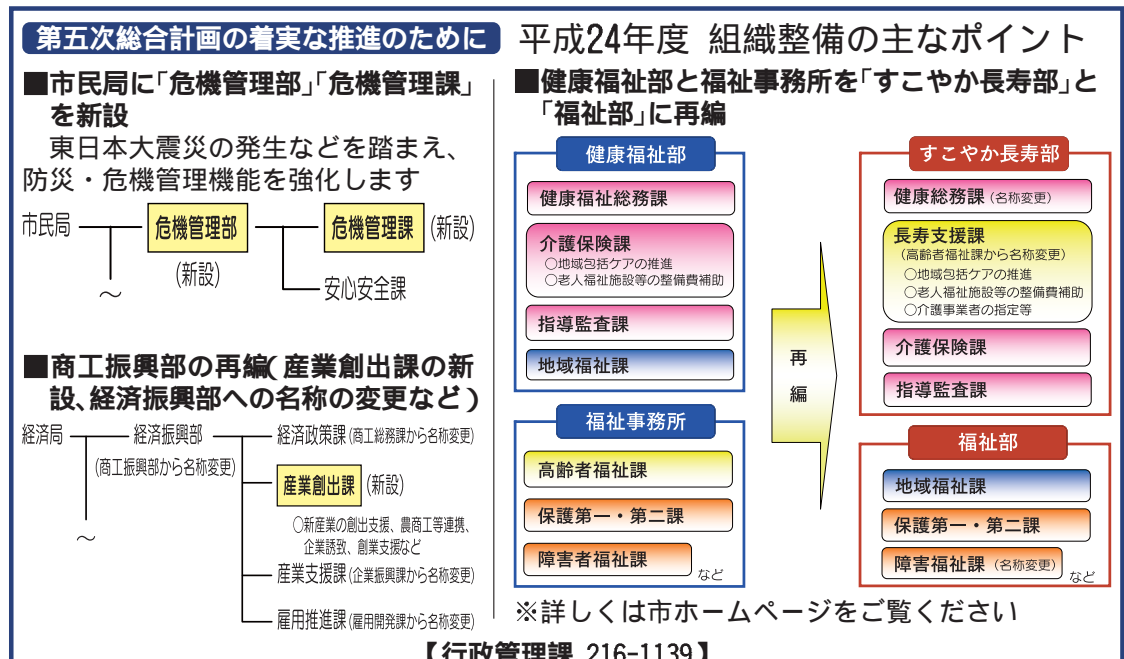 第五次総合計画の着実な推進のために
平成24年度 組織整備の主なポイント
■市民局に「危機管理部」「危機管理課」
を新設
東日本大震災の発生などを踏まえ、
防災・危機管理機能を強化します
市民局
危機管理部
(新設)
危機管理課
(新設)
安心安全課
～
■商工振興部の再編(産業創出課の新
設、経済振興部への名称の変更など)
経済局
経済振興部
(商工振興部から名称変更)
経済政策課(商工総務課から名称変更)
産業創出課
(新設)
○新産業の創出支援、農商工等連携、
企業誘致、創業支援など
産業支援課(企業振興課から名称変更)
雇用推進課(雇用開発課から名称変更)
～
■健康福祉部と福祉事務所を「すこやか長寿部」と
「福祉部」に再編
健康福祉部
健康福祉総務課
介護保険課
○地域包括ケアの推進
○老人福祉施設等の整備費補助
指導監査課
地域福祉課
福祉事務所
高齢者福祉課
保護第一・第二課
障害者福祉課
など
再
編
すこやか長寿部
健康総務課(名称変更)
長寿支援課
(高齢者福祉課から名称変更)
○地域包括ケアの推進
○老人福祉施設等の整備費補助
○介護事業者の指定等
介護保険課
指導監査課
福祉部
地域福祉課
保護第一・第二課
障害福祉課(名称変更)
など
※詳しくは市ホームページをご覧ください
【行政管理課 216-1139】